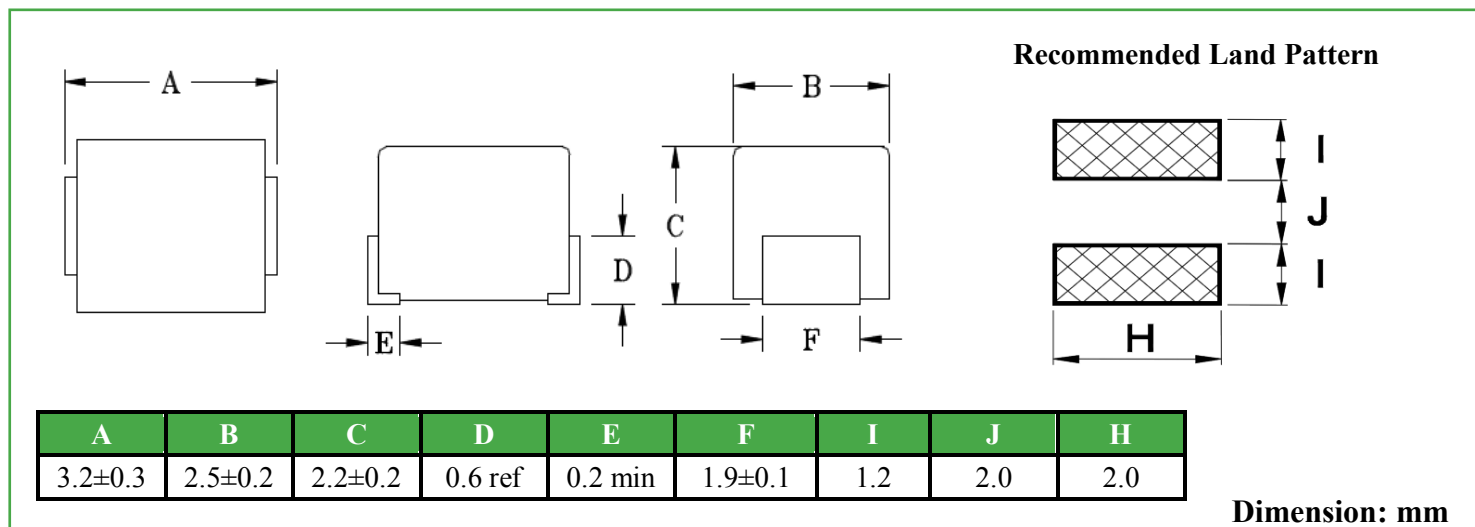 Recommended Land Pattern
A
B
C
D
E
F
I
J
I
H
A B C D E F I J H
3.2±0.3 2.5±0.2 2.2±0.2 0.6 ref 0.2 min 1.9±0.1 1.2 2.0 2.0
Dimension: mm